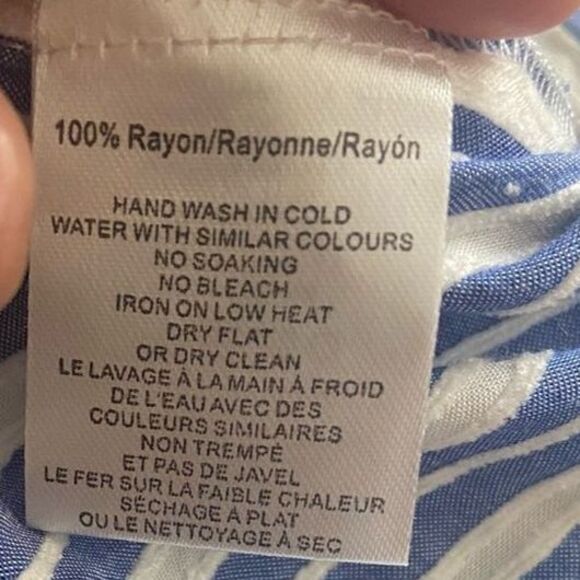 100% Rayon/Rayonne/Rayón
HAND WASH IN COLD
WATER WITH SIMILAR COLOURS
NO SOAKING
NO BLEACH
IRON ON LOW HEAT
DRY FLAT
OR DRY CLEAN
LE LAVAGE À LA MAIN À FROID
DE L'EAU AVEC DES
COULEURS SIMILAIRES
NON TREMPÉ
ET PAS DE JAVEL
LE FER SUR LA FAIBLE CHALEUR
SÉCHAGE A PLAT
OU LE NETTOYAGE À SEC